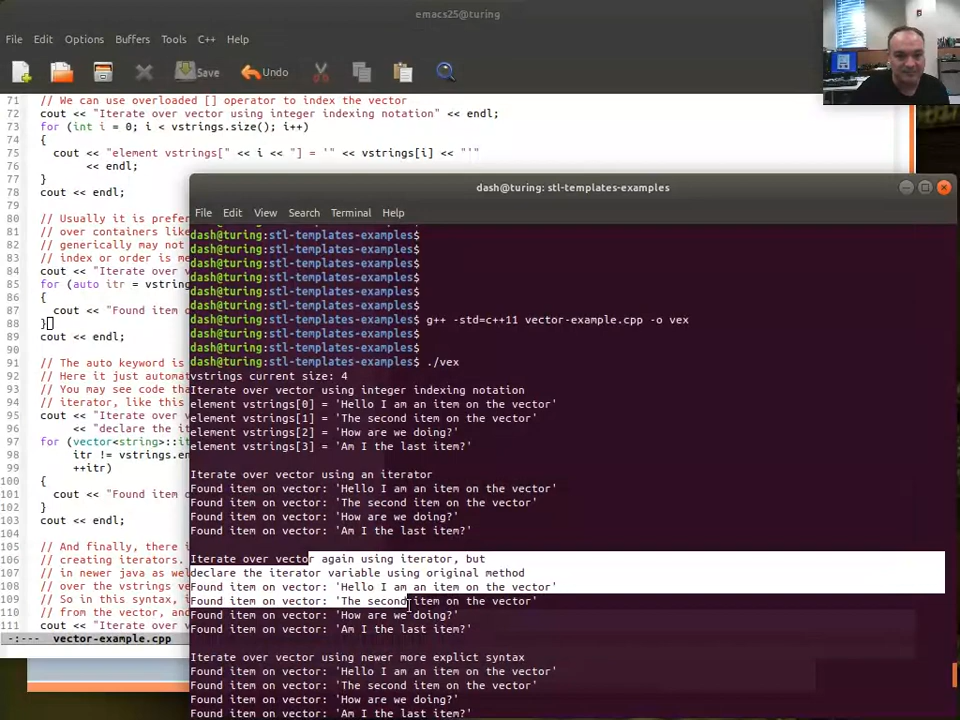 emacs25@turing
File Edit Options Buffers Tools C++ Help
Save Undo
71 // We can use overloaded [] operator to index the vector
72 cout << "Iterate over vector using integer indexing notation" << endl;
73 for (int i = 0; i < vstrings.size(); i++)
74 {
75 cout << "element vstrings[" << i << "] = '" << vstrings[i] << "'"
76 << endl;
77 }
78 cout << endl;
79
80 // Usually it is prefer
81 // over containers like
82 // generically may not
83 // index or order is me
84 cout << "Iterate over v
85 for (auto itr = vstring
86 {
87 cout << "Found item o
88 }
89 cout << endl;
90
91 // The auto keyword is
92 // Here it just automat
93 // You may see code tha
94 // iterator, like this
95 cout << "Iterate over v
96 << "declare the it
97 for (vector<string>::it
98 itr != vstrings.en
99 ++itr)
100 {
101 cout << "Found item o
102 }
103 cout << endl;
104
105 // And finally, there i
106 // creating iterators.
107 // in newer java as wel
108 // over the vstrings ve
109 // So in this syntax, i
110 // from the vector, and
111 cout << "Iterate over v
-:--- vector-example.cpp
dash@turing: stl-templates-examples
File Edit View Search Terminal Help
dash@turing:stl-templates-examples$
dash@turing:stl-templates-examples$
dash@turing:stl-templates-examples$
dash@turing:stl-templates-examples$
dash@turing:stl-templates-examples$
dash@turing:stl-templates-examples$
dash@turing:stl-templates-examples$ g++ -std=c++11 vector-example.cpp -o vex
dash@turing:stl-templates-examples$
dash@turing:stl-templates-examples$
dash@turing:stl-templates-examples$ ./vex
vstrings current size: 4
Iterate over vector using integer indexing notation
element vstrings[0] = 'Hello I am an item on the vector'
element vstrings[1] = 'The second item on the vector'
element vstrings[2] = 'How are we doing?'
element vstrings[3] = 'Am I the last item?'

Iterate over vector using an iterator
Found item on vector: 'Hello I am an item on the vector'
Found item on vector: 'The second item on the vector'
Found item on vector: 'How are we doing?'
Found item on vector: 'Am I the last item?'

Iterate over vector again using iterator, but
declare the iterator variable using original method
Found item on vector: 'Hello I am an item on the vector'
Found item on vector: 'The second item on the vector'
Found item on vector: 'How are we doing?'
Found item on vector: 'Am I the last item?'

Iterate over vector using newer more explict syntax
Found item on vector: 'Hello I am an item on the vector'
Found item on vector: 'The second item on the vector'
Found item on vector: 'How are we doing?'
Found item on vector: 'Am I the last item?'